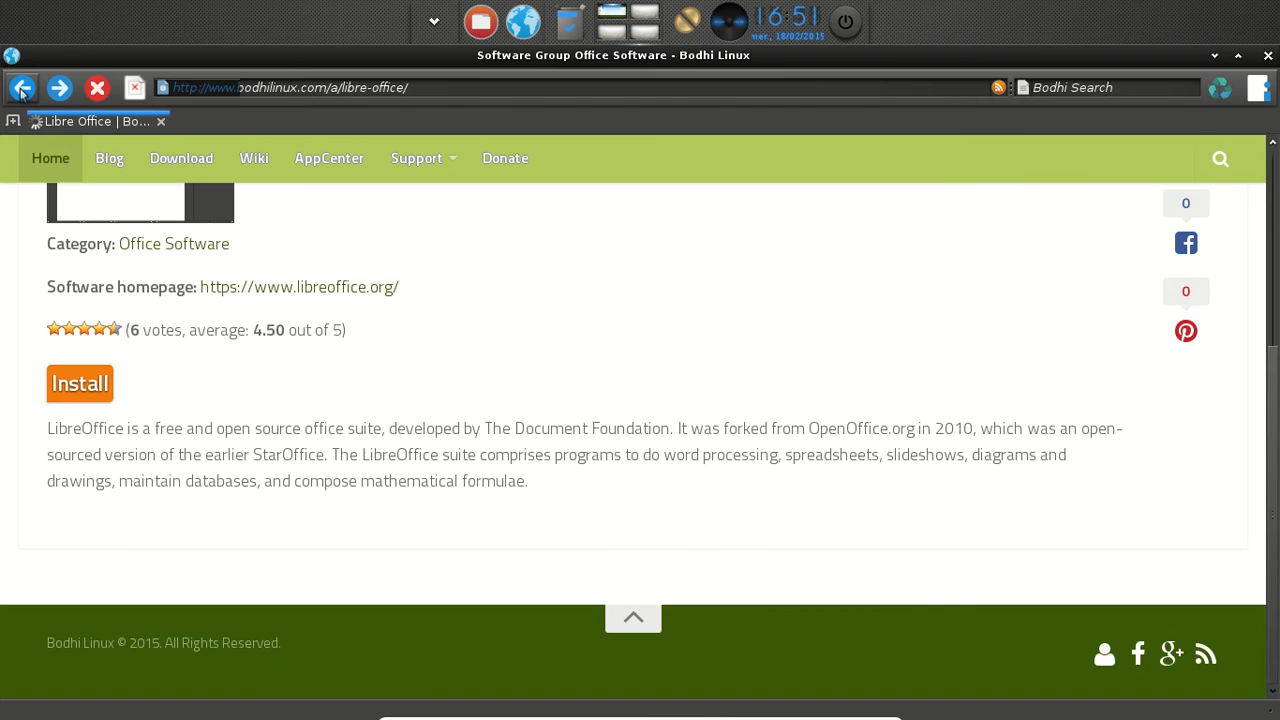 16:51
mer., 18/02/2015
Software Group Office Software - Bodhi Linux
http://www.bodhilinux.com/a/libre-office/
Bodhi Search
Libre Office | Bo...
Home
Blog
Download
Wiki
AppCenter
Support
Donate
0
Category: Office Software
Software homepage: https://www.libreoffice.org/
0
(6 votes, average: 4.50 out of 5)
Install
LibreOffice is a free and open source office suite, developed by The Document Foundation. It was forked from OpenOffice.org in 2010, which was an open-
sourced version of the earlier StarOffice. The LibreOffice suite comprises programs to do word processing, spreadsheets, slideshows, diagrams and
drawings, maintain databases, and compose mathematical formulae.
Bodhi Linux © 2015. All Rights Reserved.